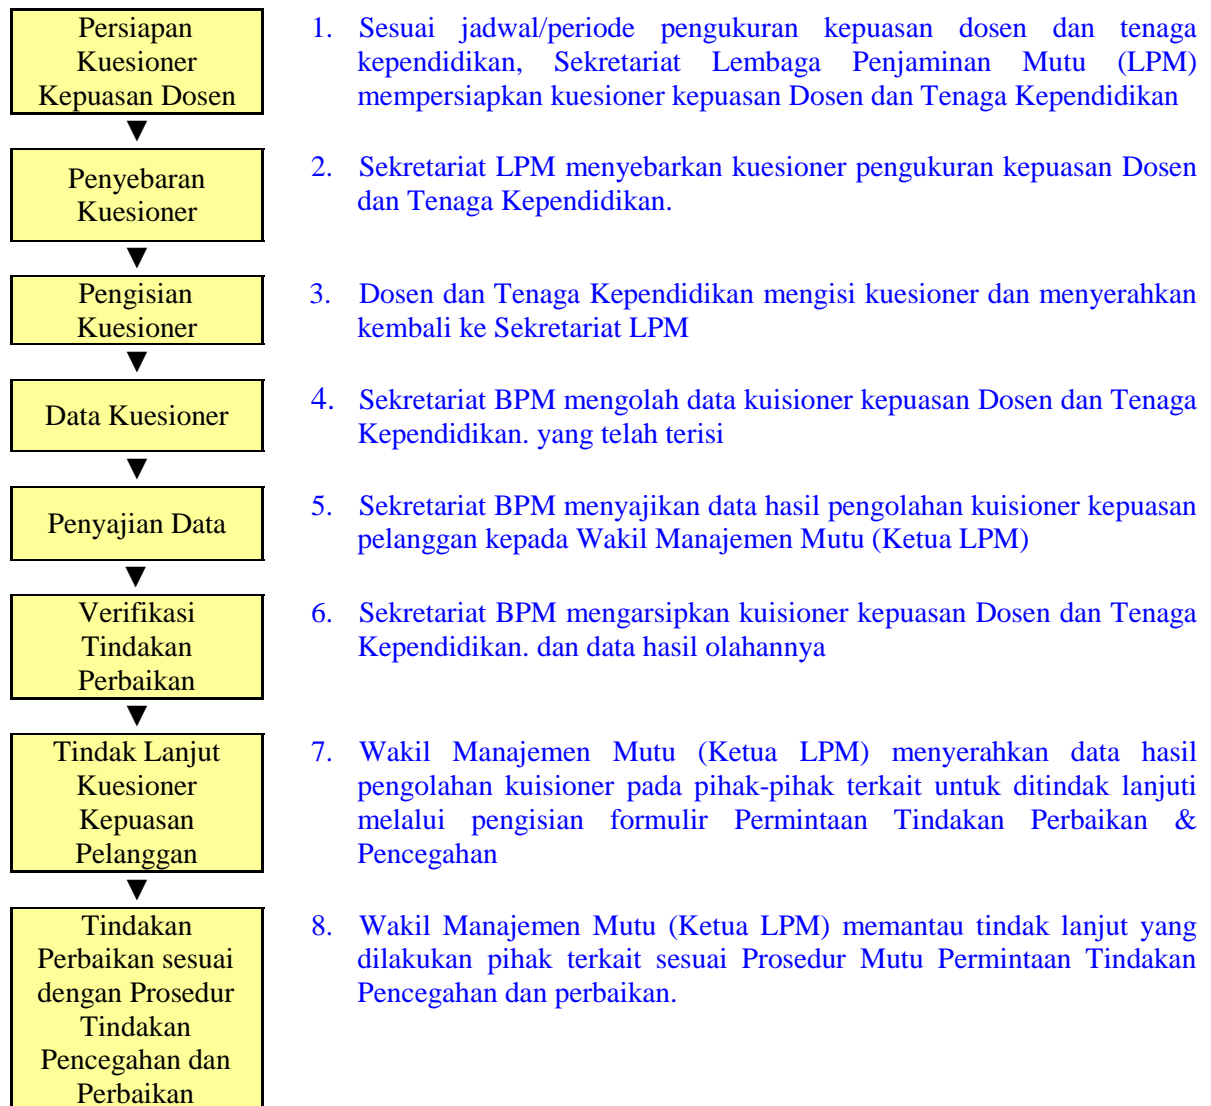 Persiapan
Kuesioner
Kepuasan Dosen
1. Sesuai jadwal/periode pengukuran kepuasan dosen dan tenaga
kependidikan, Sekretariat Lembaga Penjaminan Mutu (LPM)
mempersiapkan kuesioner kepuasan Dosen dan Tenaga Kependidikan
▼
Penyebaran
Kuesioner
2. Sekretariat LPM menyebarkan kuesioner pengukuran kepuasan Dosen
dan Tenaga Kependidikan.
▼
Pengisian
Kuesioner
3. Dosen dan Tenaga Kependidikan mengisi kuesioner dan menyerahkan
kembali ke Sekretariat LPM
▼
Data Kuesioner
4. Sekretariat BPM mengolah data kuisioner kepuasan Dosen dan Tenaga
Kependidikan. yang telah terisi
▼
Penyajian Data
5. Sekretariat BPM menyajikan data hasil pengolahan kuisioner kepuasan
pelanggan kepada Wakil Manajemen Mutu (Ketua LPM)
▼
Verifikasi
Tindakan
Perbaikan
6. Sekretariat BPM mengarsipkan kuisioner kepuasan Dosen dan Tenaga
Kependidikan. dan data hasil olahannya
▼
Tindak Lanjut
Kuesioner
Kepuasan
Pelanggan
7. Wakil Manajemen Mutu (Ketua LPM) menyerahkan data hasil
pengolahan kuisioner pada pihak-pihak terkait untuk ditindak lanjuti
melalui pengisian formulir Permintaan Tindakan Perbaikan &
Pencegahan
▼
Tindakan
Perbaikan sesuai
dengan Prosedur
Tindakan
Pencegahan dan
Perbaikan
8. Wakil Manajemen Mutu (Ketua LPM) memantau tindak lanjut yang
dilakukan pihak terkait sesuai Prosedur Mutu Permintaan Tindakan
Pencegahan dan perbaikan.